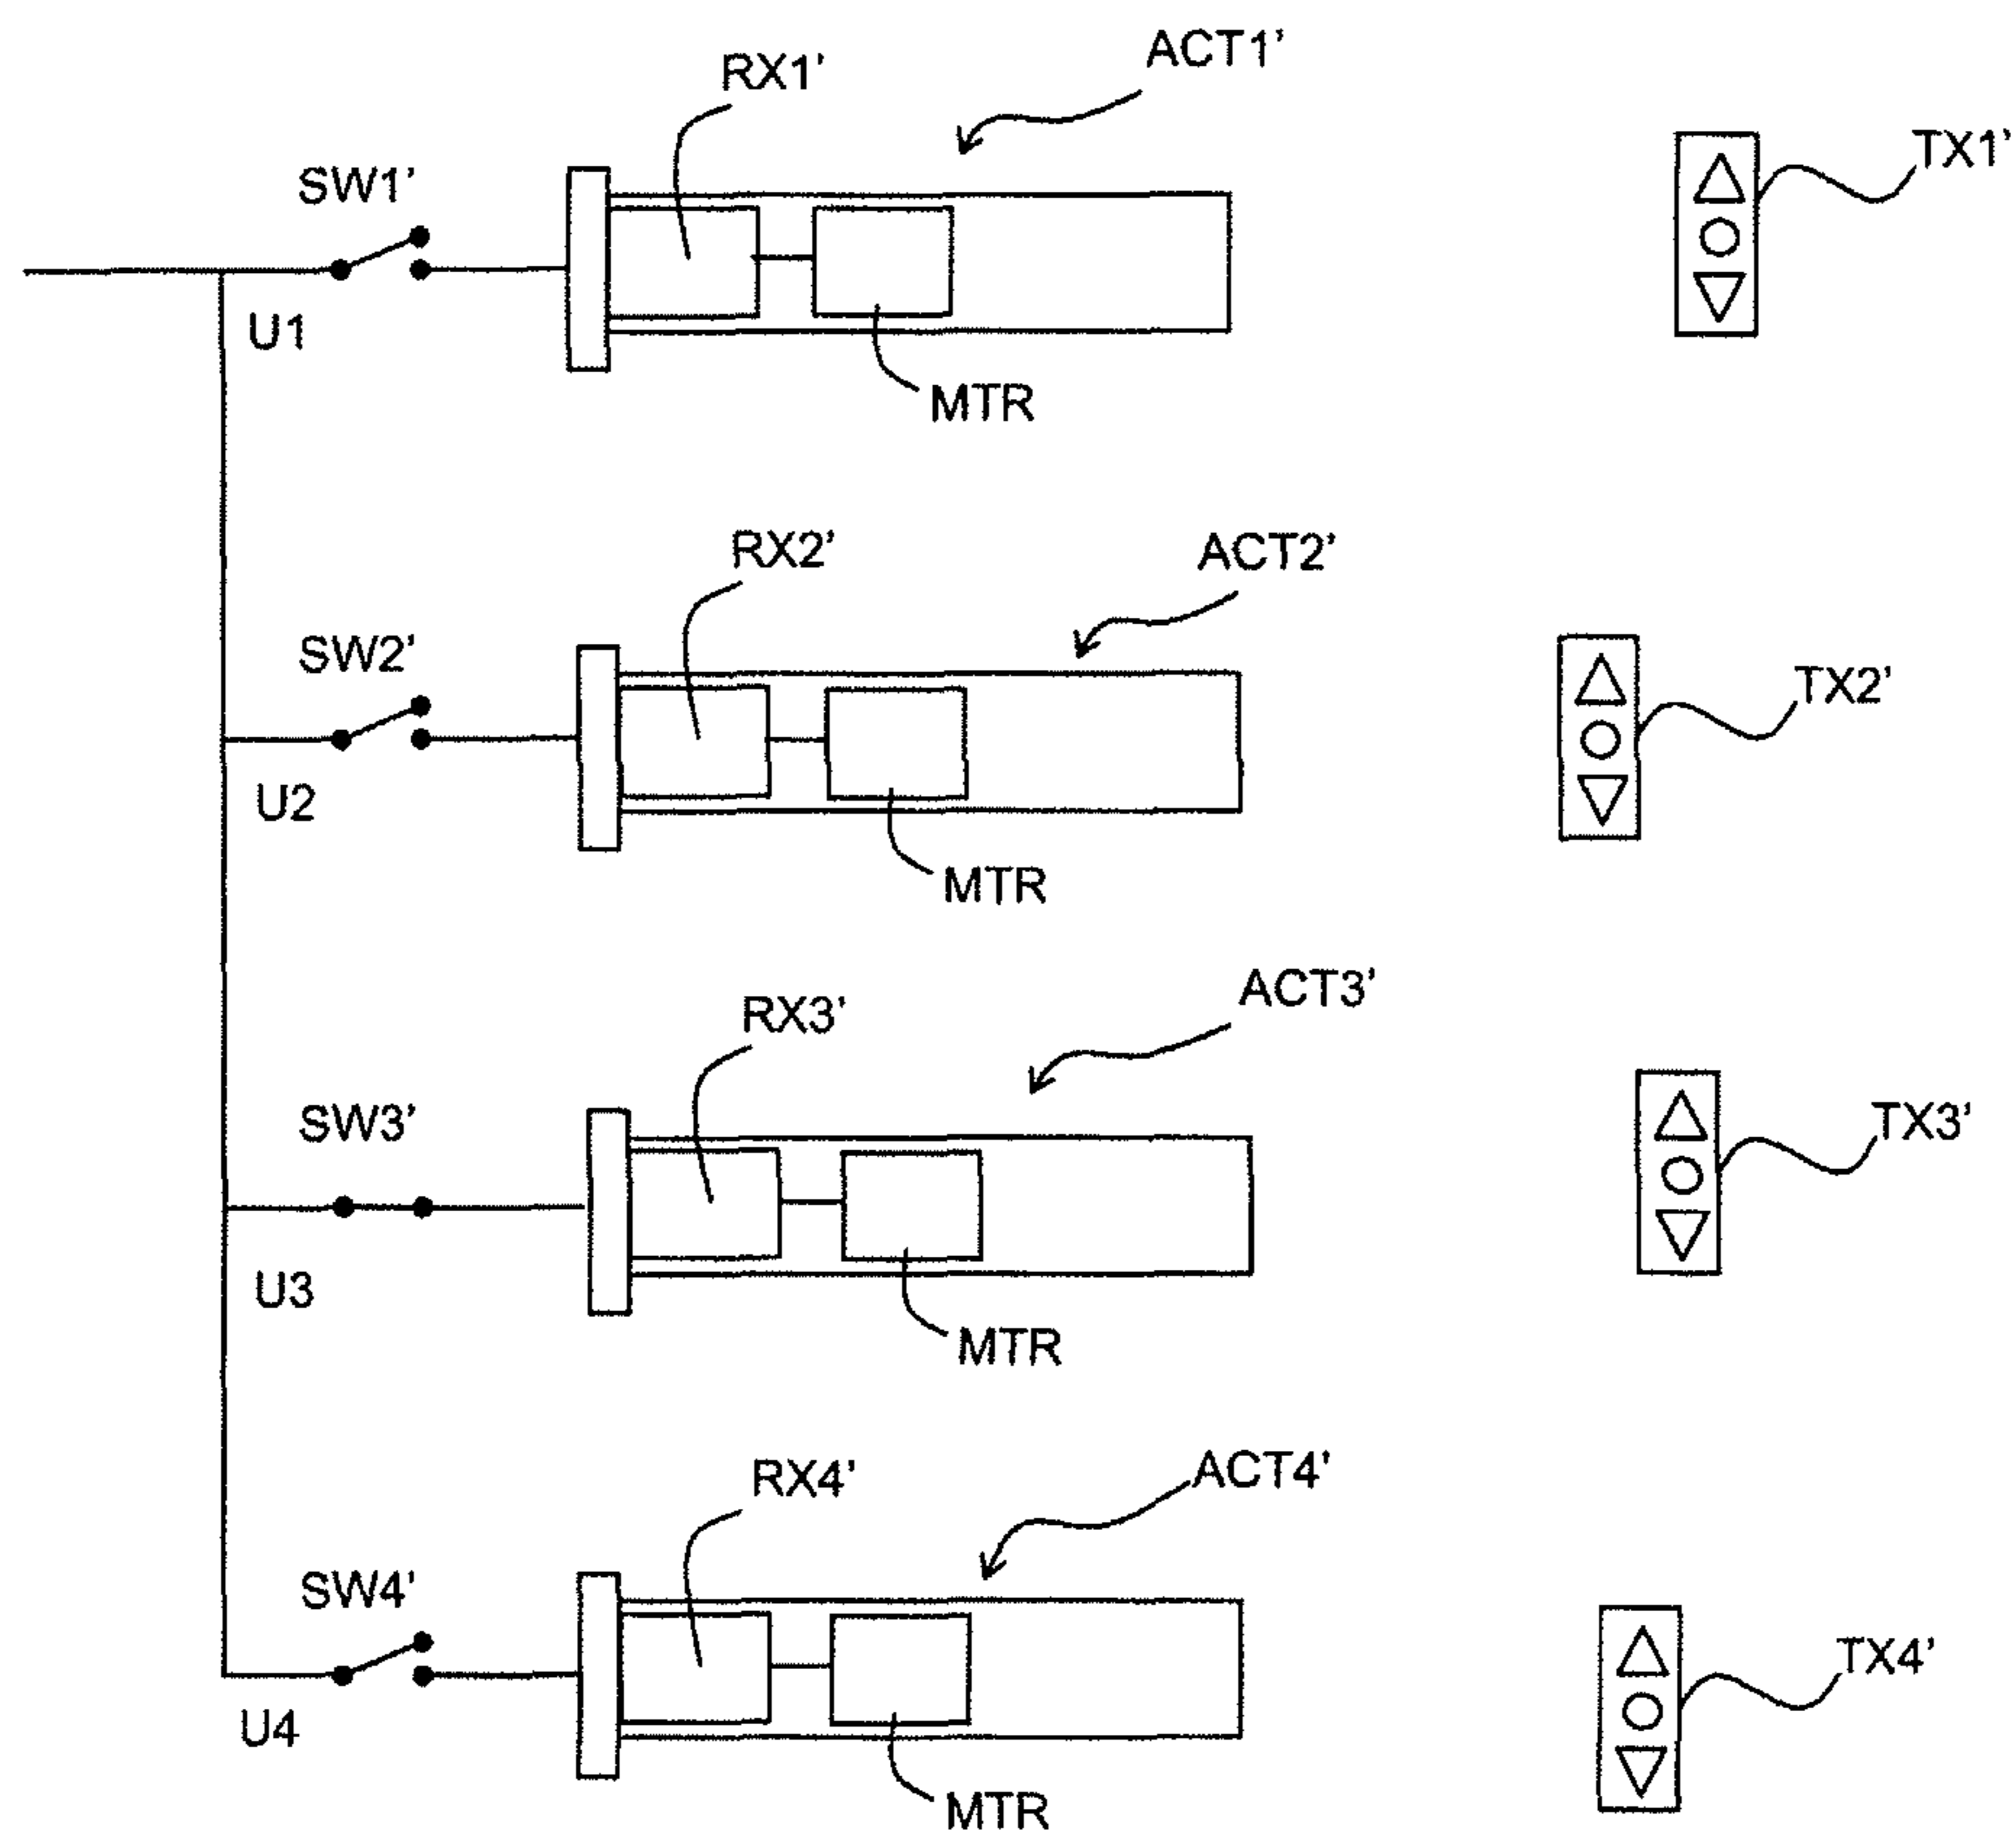 ACT1’
RX1’
TX1’
SW1’
U1
MTR
RX2’
ACT2’
SW2’
TX2’
U2
MTR
ACT3’
RX3’
SW3’
TX3’
U3
MTR
ACT4’
RX4’
SW4’
TX4’
U4
MTR